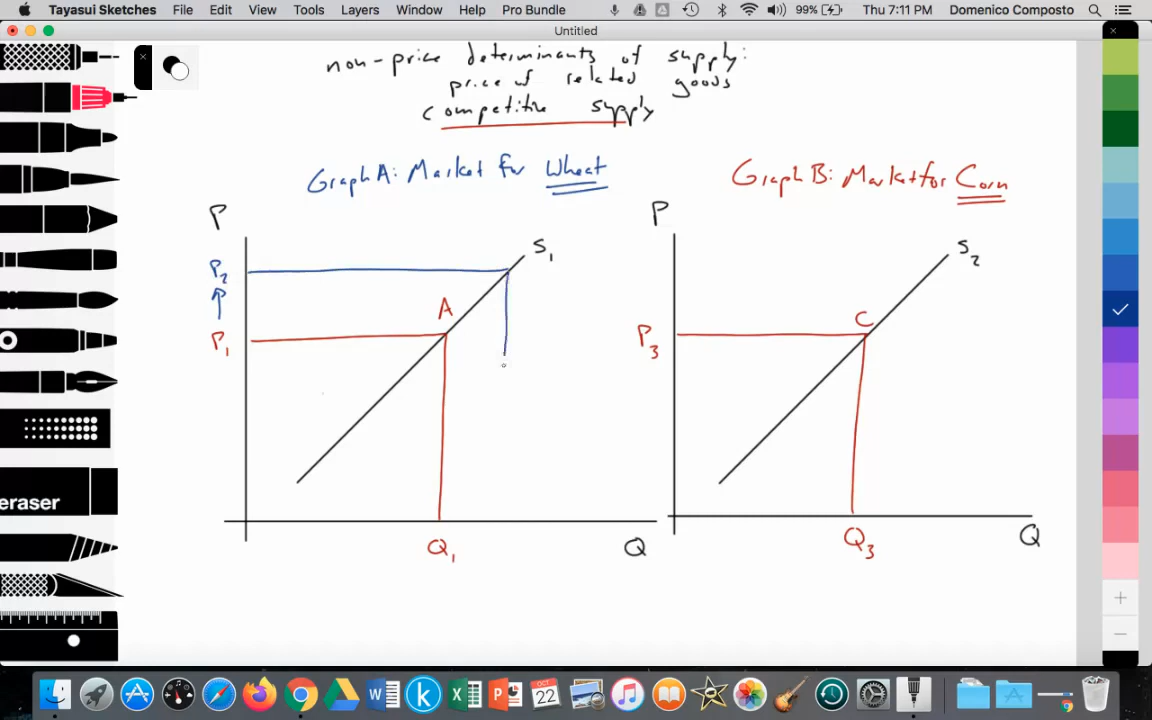 Tayasui Sketches File Edit View Tools Layers Window Help Pro Bundle 99% Thu 7:11 PM Domenico Composto
Untitled
non-price determinants of supply:
price of related goods
competitive supply
Graph A: Market for Wheat
Graph B: Market for Corn
P
P
S1
S2
P2
A
C
P1
P3
eraser
Q1
Q
Q3
Q
OCT
22